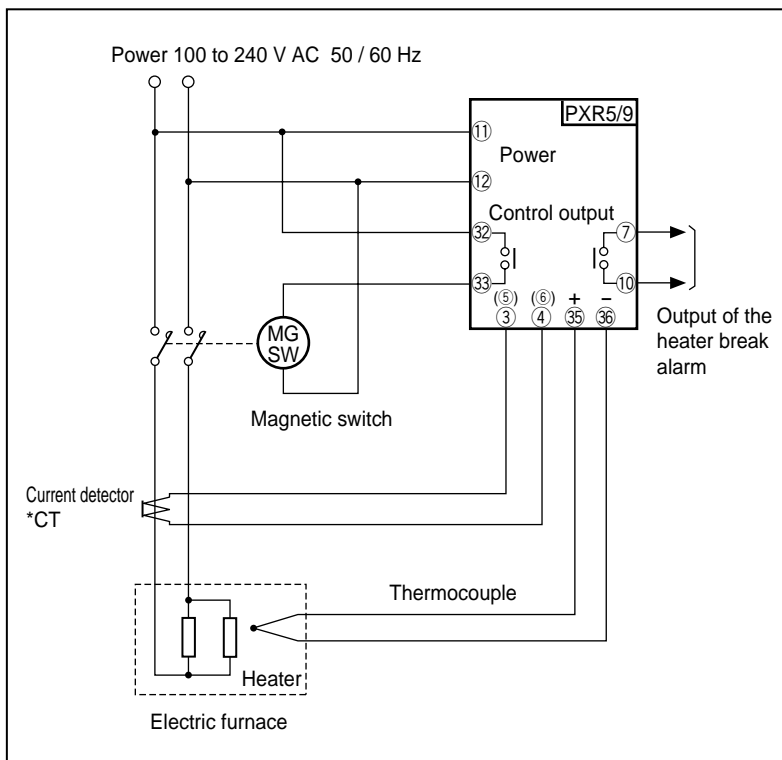 Power 100 to 240 V AC 50 / 60 Hz
PXR5/9
⑪
Power
⑫
Control output
㉜
⑦
㉝
⑩
(⑤) (⑥) + −
③ ④ ㉟ ㊱
MG
SW
Output of the
heater break
alarm
Magnetic switch
Current detector
*CT
Thermocouple
Heater
Electric furnace